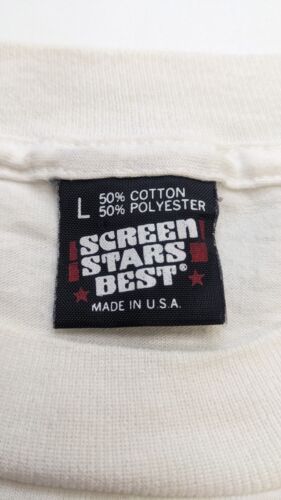 L 50% COTTON
50% POLYESTER
SCREEN
STARS
BEST®
MADE IN U.S.A.